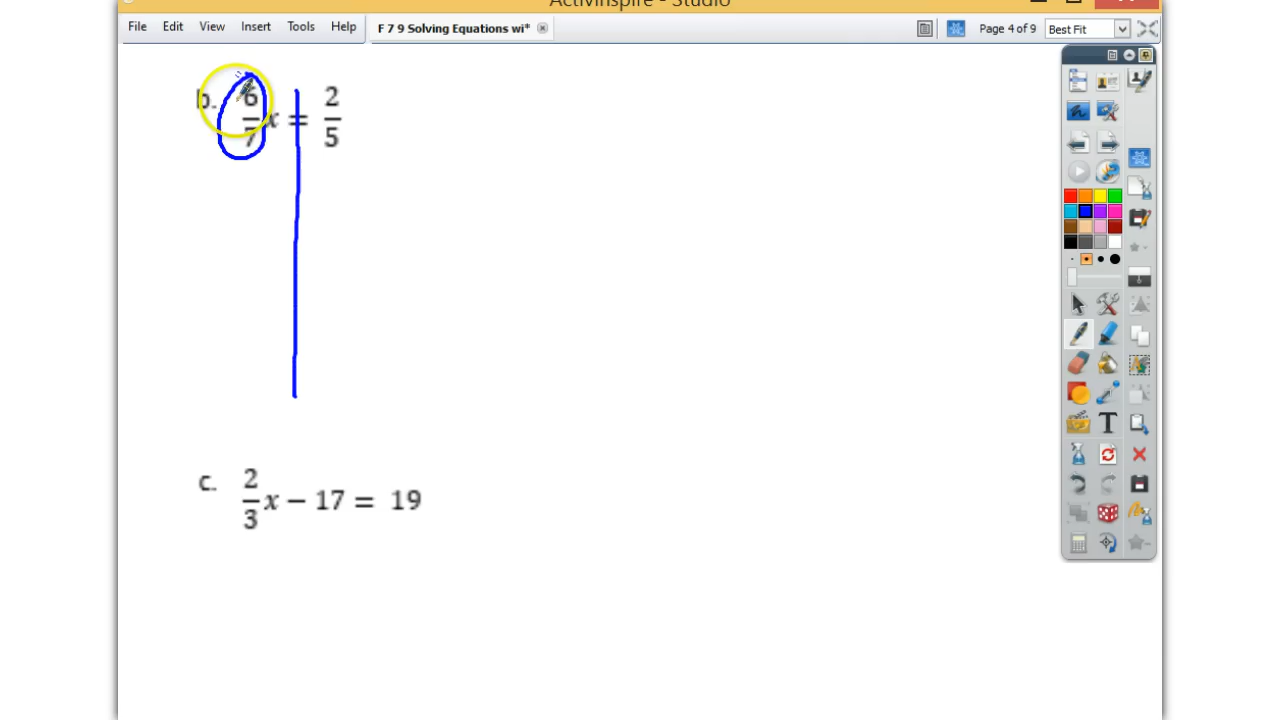 ActivInspire - Studio
File Edit View Insert Tools Help F 7 9 Solving Equations wi* Page 4 of 9 Best Fit
b. 6/7 x = 2/5
c. 2/3 x − 17 = 19